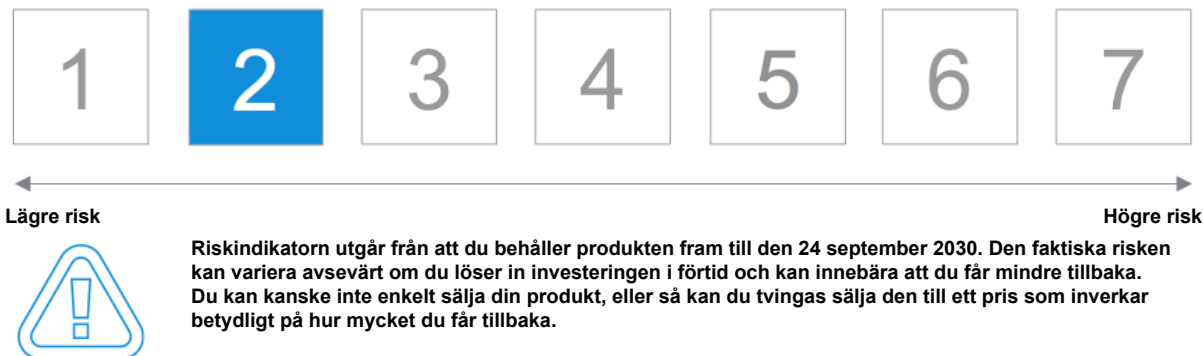 1 2 3 4 5 6 7
Lägre risk Högre risk
Riskindikatorn utgår från att du behåller produkten fram till den 24 september 2030. Den faktiska risken
kan variera avsevärt om du löser in investeringen i förtid och kan innebära att du får mindre tillbaka.
Du kan kanske inte enkelt sälja din produkt, eller så kan du tvingas sälja den till ett pris som inverkar
betydligt på hur mycket du får tillbaka.